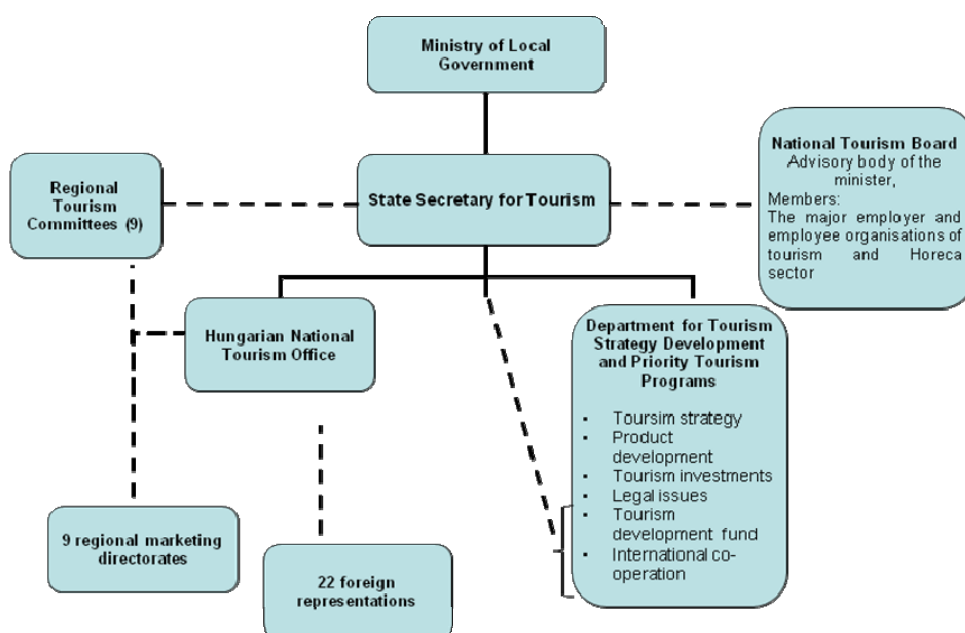 Ministry of Local
Government
National Tourism Board
Advisory body of the
minister,
Members:
The major employer and
employee organisations of
tourism and Horeca
sector
Regional
Tourism
Committees (9)
State Secretary for Tourism
Hungarian National
Tourism Office
Department for Tourism
Strategy Development
and Priority Tourism
Programs
• Toursim strategy
• Product
development
• Tourism investments
• Legal issues
• Tourism
development fund
• International co-
operation
9 regional marketing
directorates
22 foreign
representations